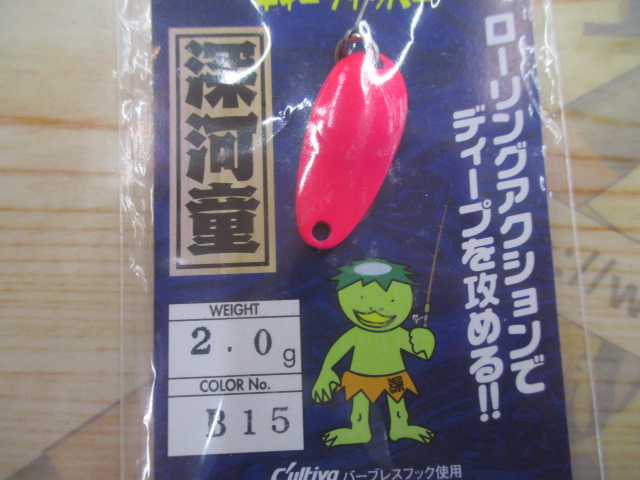 深河童
ローリングアクションで
ディープを攻める!!
WEIGHT
2.0g
COLOR No.
B15
深
C'ultiva バーブレスフック使用